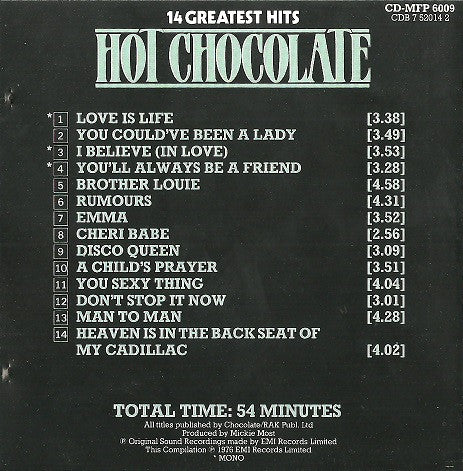 14 GREATEST HITS
CD-MFP 6009
CDB 7 52014 2
HOT CHOCOLATE
* 1 LOVE IS LIFE [3.38]
2 YOU COULD'VE BEEN A LADY [3.49]
* 3 I BELIEVE (IN LOVE) [3.53]
* 4 YOU'LL ALWAYS BE A FRIEND [3.28]
5 BROTHER LOUIE [4.58]
6 RUMOURS [4.31]
7 EMMA [3.52]
8 CHERI BABE [2.56]
9 DISCO QUEEN [3.09]
10 A CHILD'S PRAYER [3.51]
11 YOU SEXY THING [4.04]
12 DON'T STOP IT NOW [3.01]
13 MAN TO MAN [4.28]
14 HEAVEN IS IN THE BACK SEAT OF
MY CADILLAC [4.02]
TOTAL TIME: 54 MINUTES
All titles published by Chocolate/RAK Publ. Ltd
Produced by Mickie Most
℗ Original Sound Recordings made by EMI Records Limited
This Compilation ℗ 1976 EMI Records Limited
* MONO